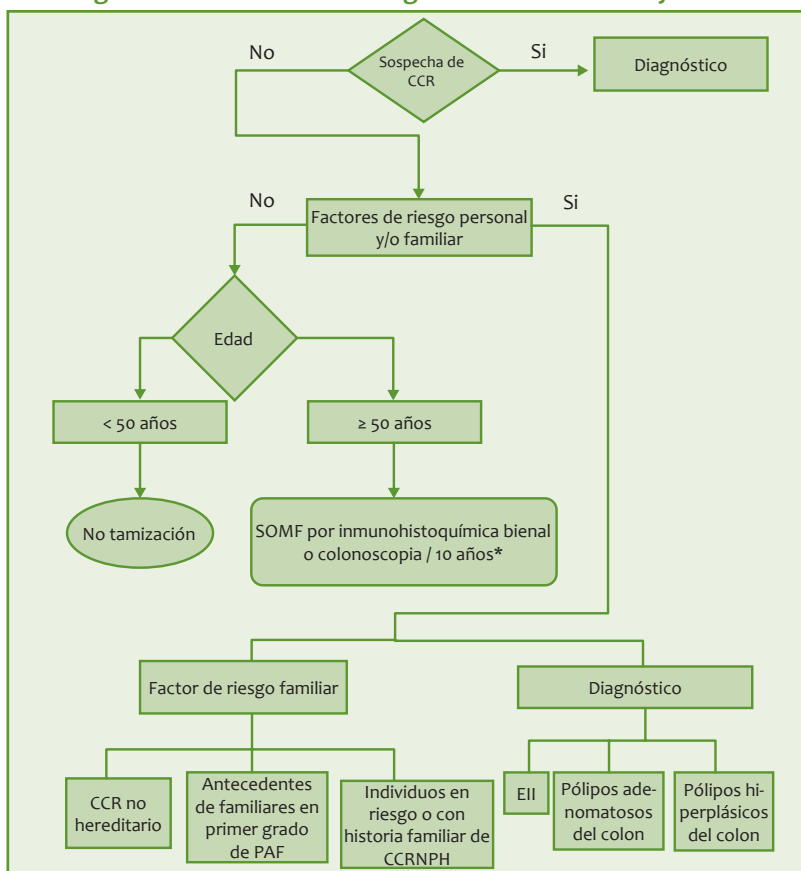 No
Sospecha de
CCR
Si
Diagnóstico
No
Factores de riesgo personal
y/o familiar
Si
Edad
< 50 años
≥ 50 años
No tamización
SOMF por inmunohistoquímica bienal
o colonoscopia / 10 años*
Factor de riesgo familiar
Diagnóstico
CCR no
hereditario
Antecedentes
de familiares en
primer grado
de PAF
Individuos en
riesgo o con
historia familiar de
CCRNPH
EII
Pólipos ade-
nomatosos
del colon
Pólipos hi-
perplásicos
del colon